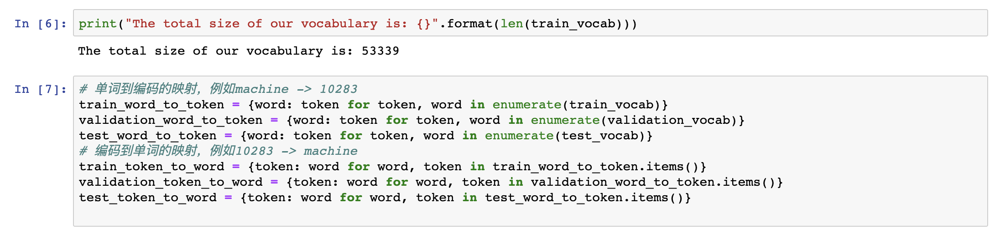 In [6]: print("The total size of our vocabulary is: {}".format(len(train_vocab)))
The total size of our vocabulary is: 53339
In [7]: # 单词到编码的映射，例如machine -> 10283
train_word_to_token = {word: token for token, word in enumerate(train_vocab)}
validation_word_to_token = {word: token for token, word in enumerate(validation_vocab)}
test_word_to_token = {word: token for token, word in enumerate(test_vocab)}
# 编码到单词的映射，例如10283 -> machine
train_token_to_word = {token: word for word, token in train_word_to_token.items()}
validation_token_to_word = {token: word for word, token in validation_word_to_token.items()}
test_token_to_word = {token: word for word, token in test_word_to_token.items()}